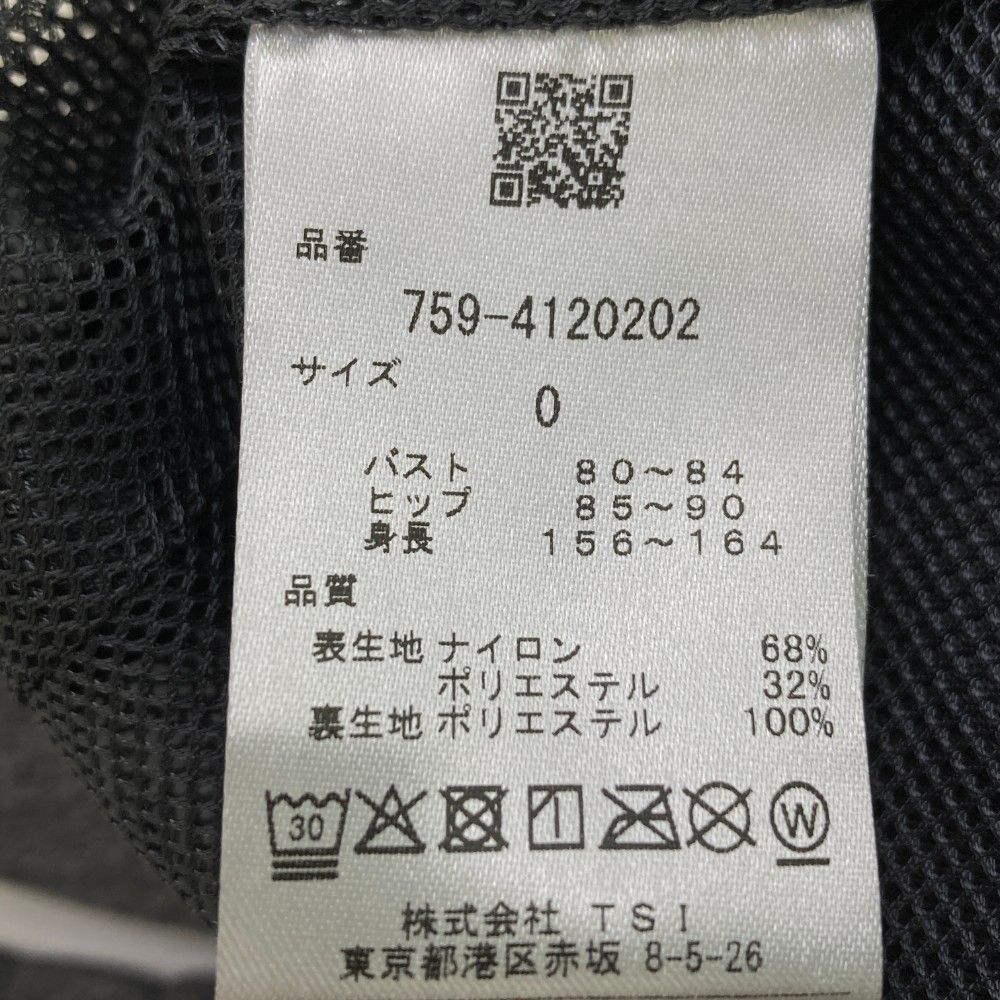 品番
759-4120202
サイズ
0
バスト 80〜84
ヒップ 85〜90
身長 156〜164
品質
表生地 ナイロン 68%
ポリエステル 32%
裏生地 ポリエステル 100%
30 W
株式会社 TSI
東京都港区赤坂 8-5-26